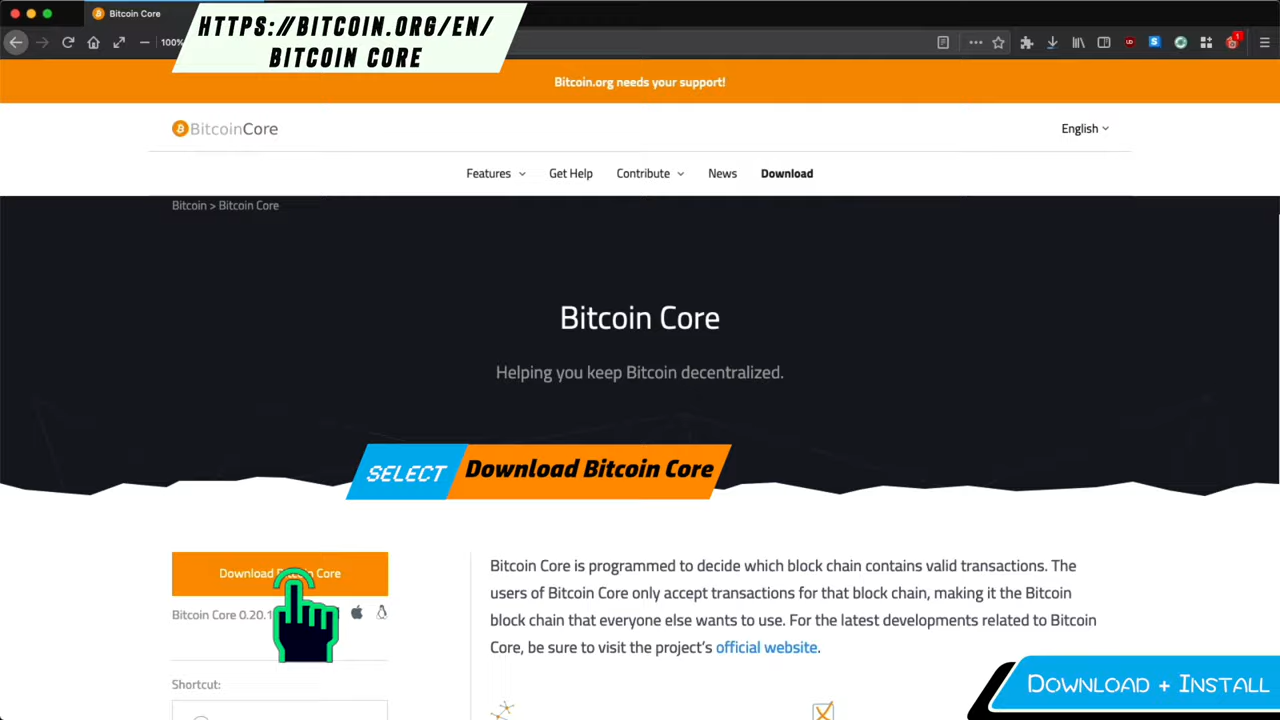 Bitcoin Core
HTTPS://BITCOIN.ORG/EN/
BITCOIN CORE
100%
Bitcoin.org needs your support!
BitcoinCore
English
Features
Get Help
Contribute
News
Download
Bitcoin > Bitcoin Core
Bitcoin Core
Helping you keep Bitcoin decentralized.
SELECT
Download Bitcoin Core
Download Core
Bitcoin Core 0.20.1
Shortcut:
Bitcoin Core is programmed to decide which block chain contains valid transactions. The
users of Bitcoin Core only accept transactions for that block chain, making it the Bitcoin
block chain that everyone else wants to use. For the latest developments related to Bitcoin
Core, be sure to visit the project's official website.
Download + Install